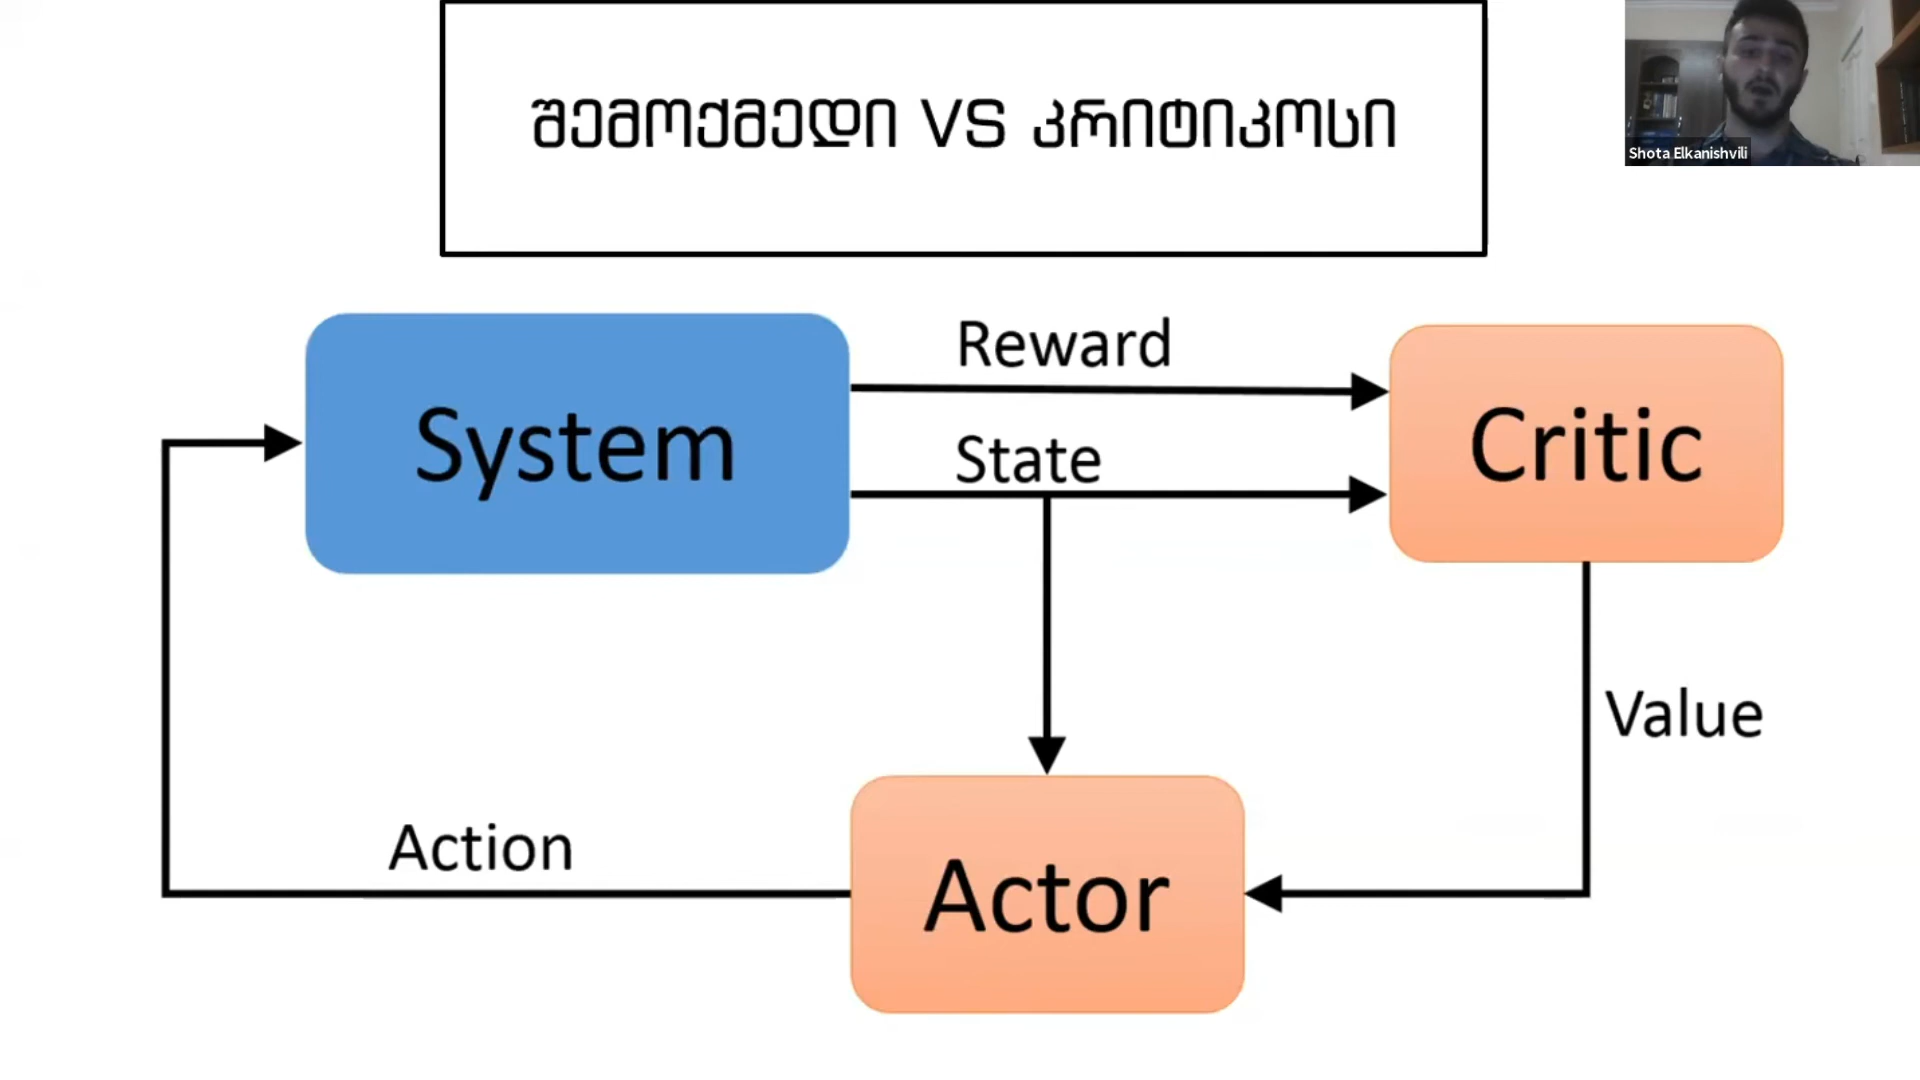 შემოქმედი VS კრიტიკოსი
Shota Elkanishvili
Reward
System
State
Critic
Value
Action
Actor